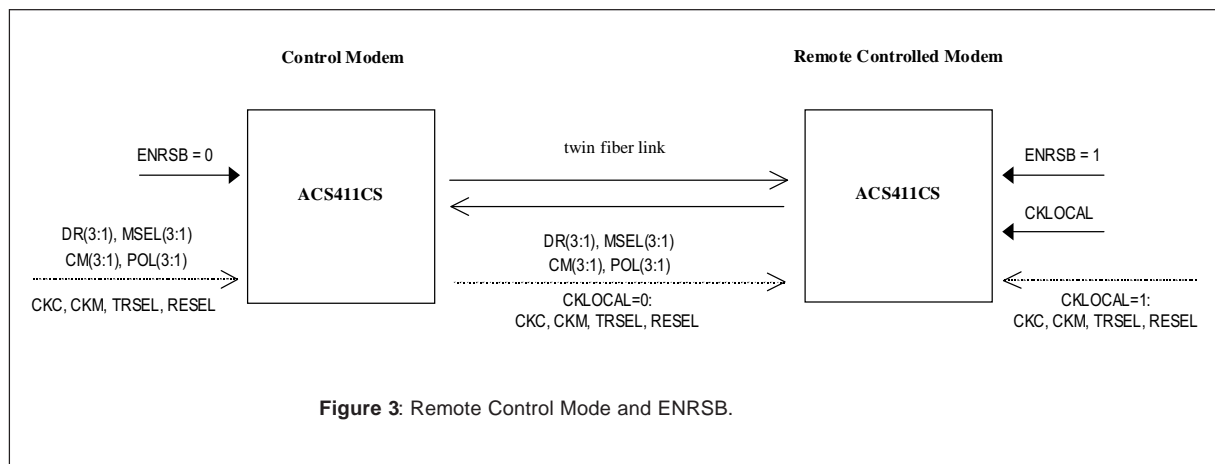 Control Modem
Remote Controlled Modem
ENRSB = 0
ACS411CS
twin fiber link
ACS411CS
ENRSB = 1
CKLOCAL
DR(3:1), MSEL(3:1)
CM(3:1), POL(3:1)
CKC, CKM, TRSEL, RESEL
DR(3:1), MSEL(3:1)
CM(3:1), POL(3:1)
CKLOCAL=0:
CKC, CKM, TRSEL, RESEL
CKLOCAL=1:
CKC, CKM, TRSEL, RESEL
Figure 3: Remote Control Mode and ENRSB.